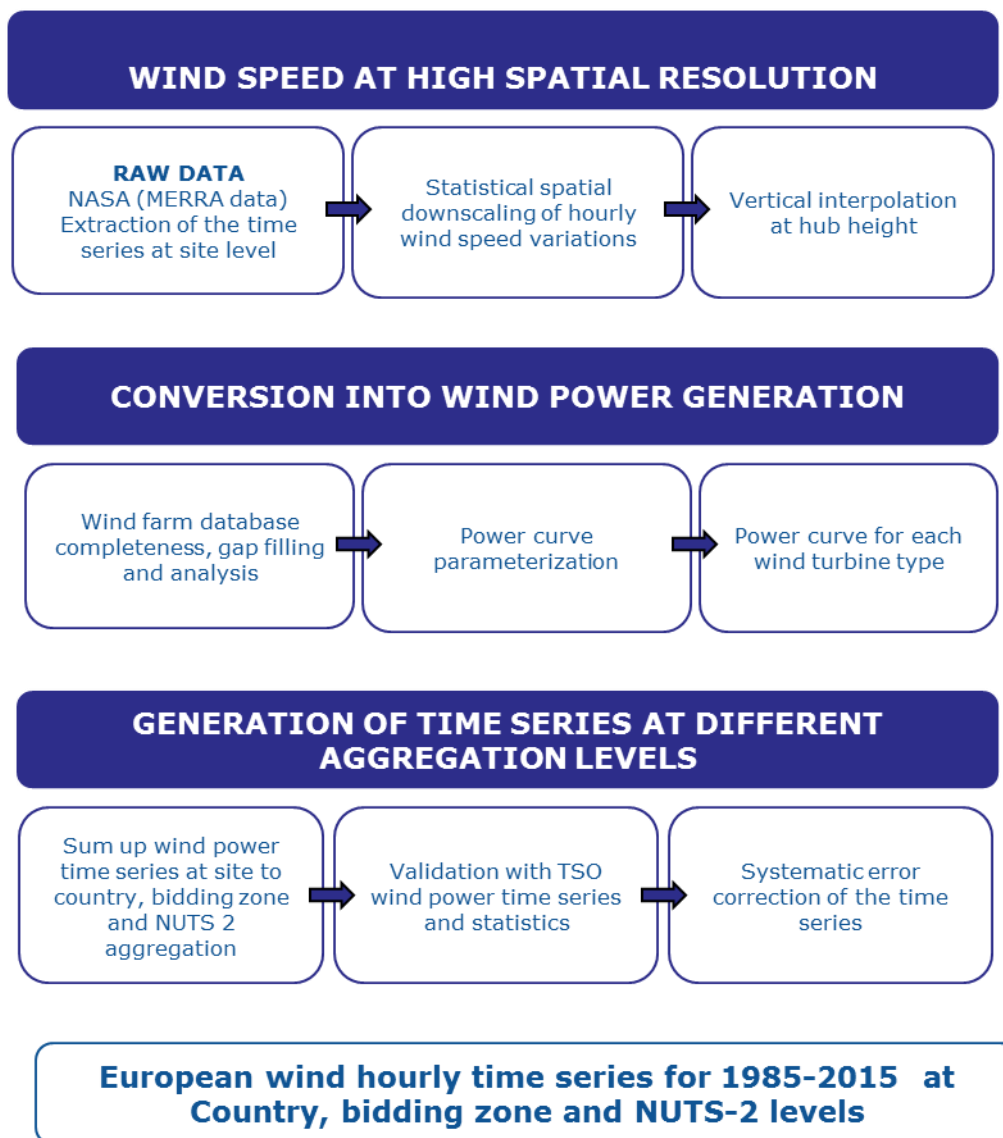 WIND SPEED AT HIGH SPATIAL RESOLUTION
RAW DATA
NASA (MERRA data)
Extraction of the time
series at site level
Statistical spatial
downscaling of hourly
wind speed variations
Vertical interpolation
at hub height
CONVERSION INTO WIND POWER GENERATION
Wind farm database
completeness, gap filling
and analysis
Power curve
parameterization
Power curve for each
wind turbine type
GENERATION OF TIME SERIES AT DIFFERENT
AGGREGATION LEVELS
Sum up wind power
time series at site to
country, bidding zone
and NUTS 2
aggregation
Validation with TSO
wind power time series
and statistics
Systematic error
correction of the time
series
European wind hourly time series for 1985-2015 at
Country, bidding zone and NUTS-2 levels